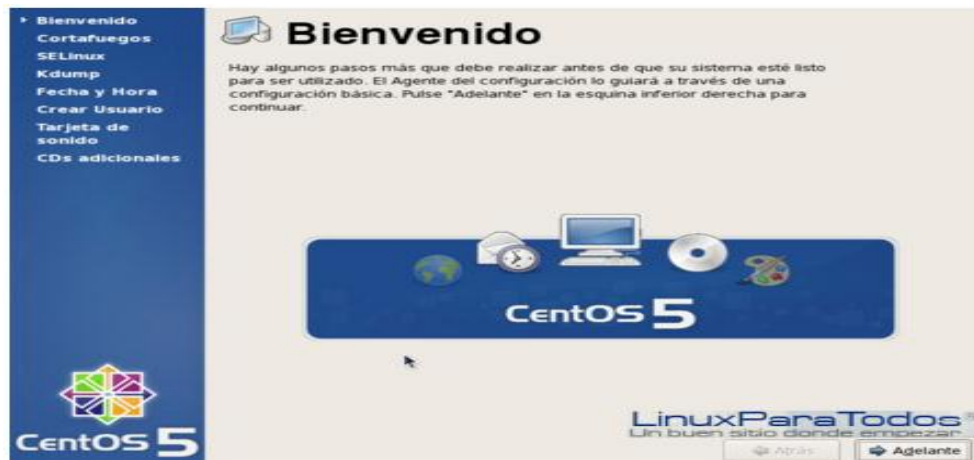 Bienvenido
Cortafuegos
SELinux
Kdump
Fecha y Hora
Crear Usuario
Tarjeta de
sonido
CDs adicionales
Bienvenido
Hay algunos pasos más que debe realizar antes de que su sistema esté listo
para ser utilizado. El Agente del configuración lo guiará a través de una
configuración básica. Pulse "Adelante" en la esquina inferior derecha para
continuar.
CentOS 5
CentOS 5
LinuxParaTodos®
Un buen sitio donde empezar
Atrás
Adelante